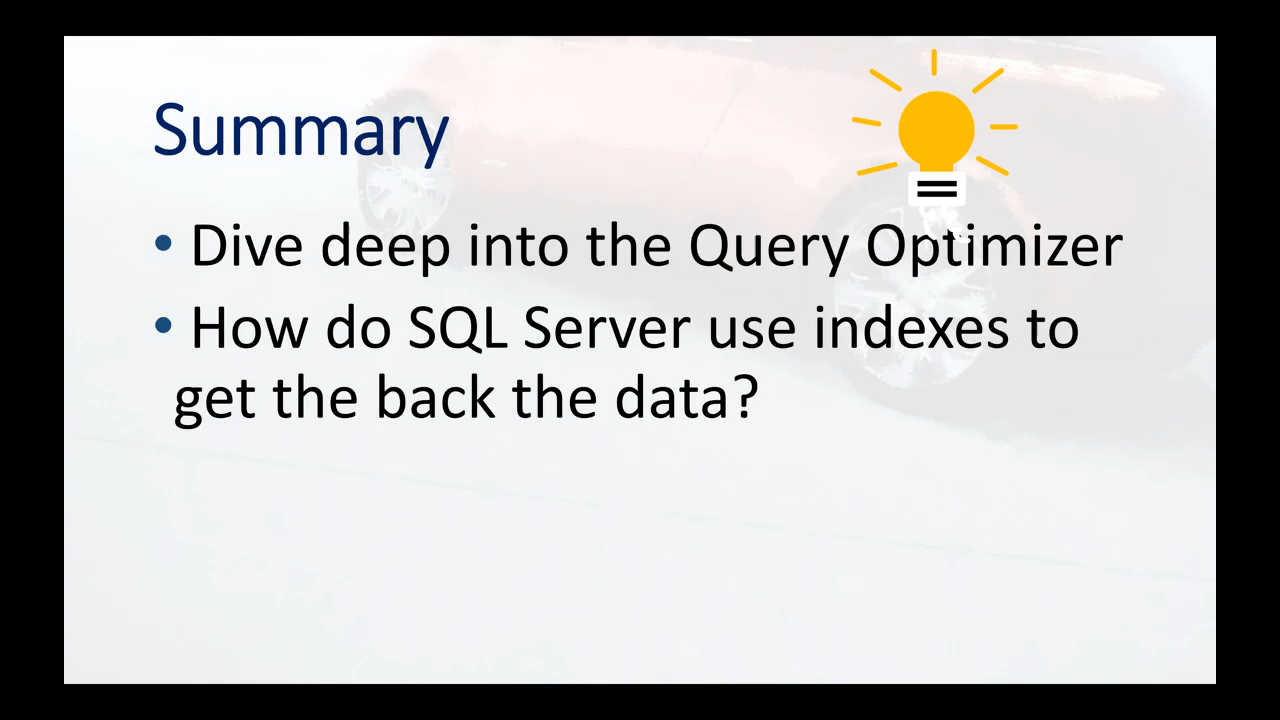 Summary
• Dive deep into the Query Optimizer
• How do SQL Server use indexes to
get the back the data?